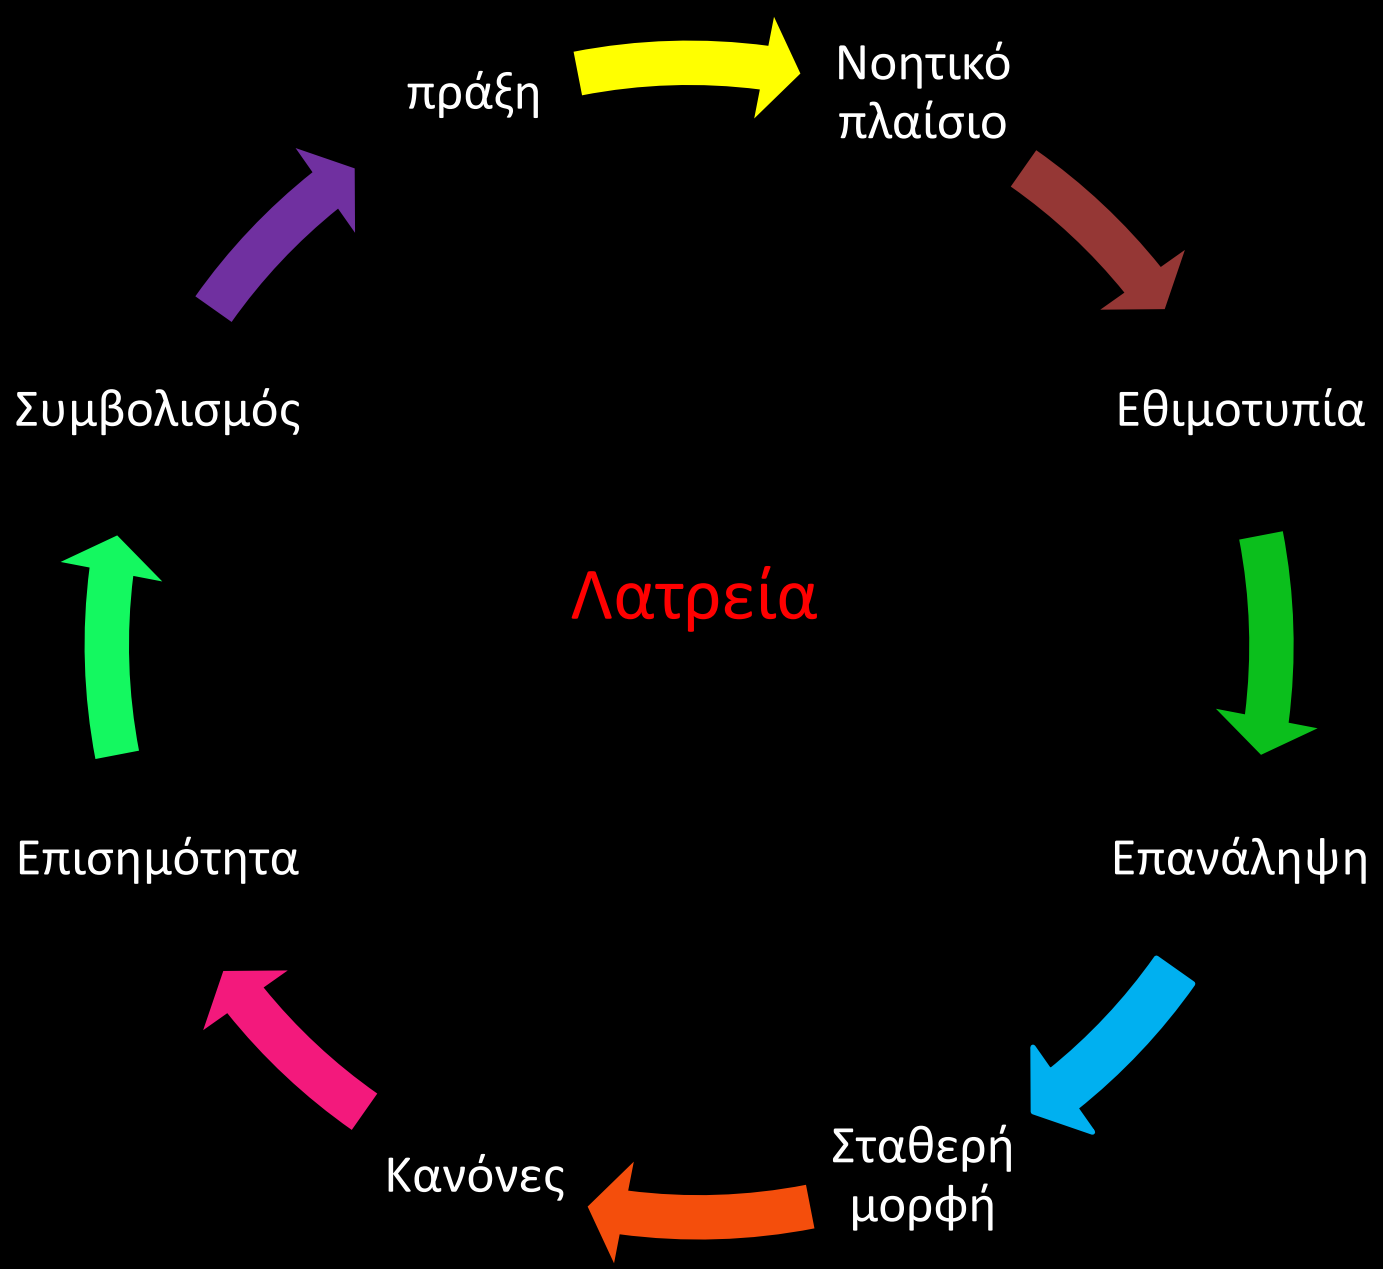 πράξη
Νοητικό
πλαίσιο
Εθιμοτυπία
Επανάληψη
Σταθερή
μορφή
Κανόνες
Επισημότητα
Συμβολισμός
Λατρεία